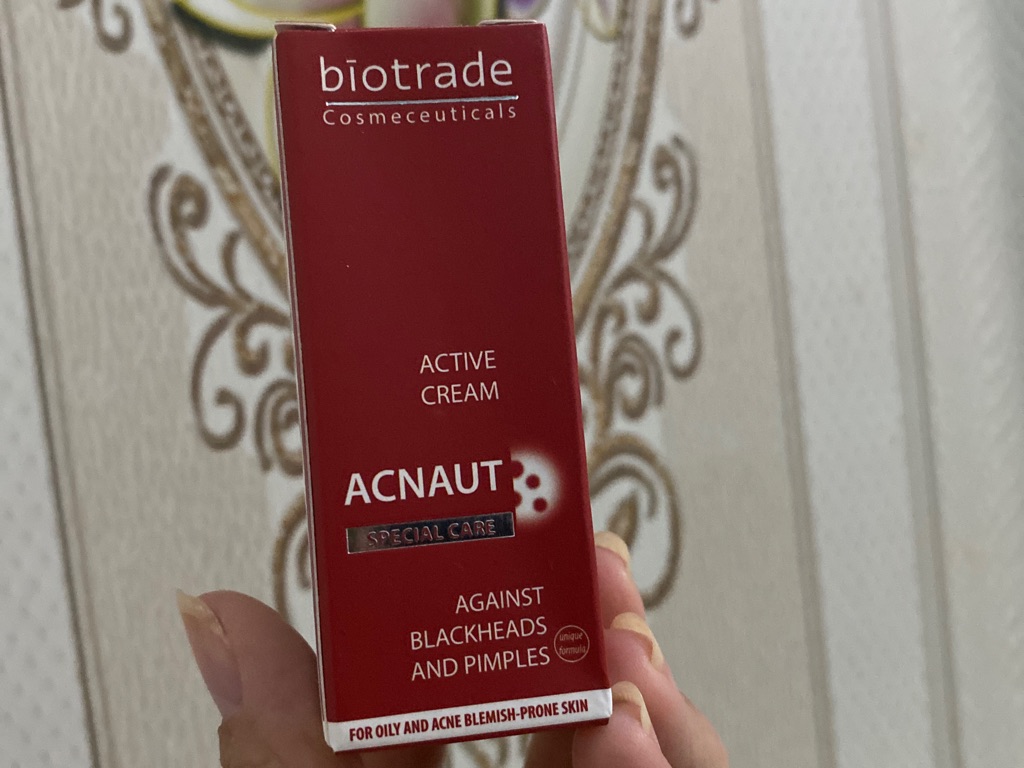 bīotrade
Cosmeceuticals
ACTIVE
CREAM
ACNAUT
SPECIAL CARE
AGAINST
BLACKHEADS
AND PIMPLES
unique
formula
FOR OILY AND ACNE BLEMISH-PRONE SKIN